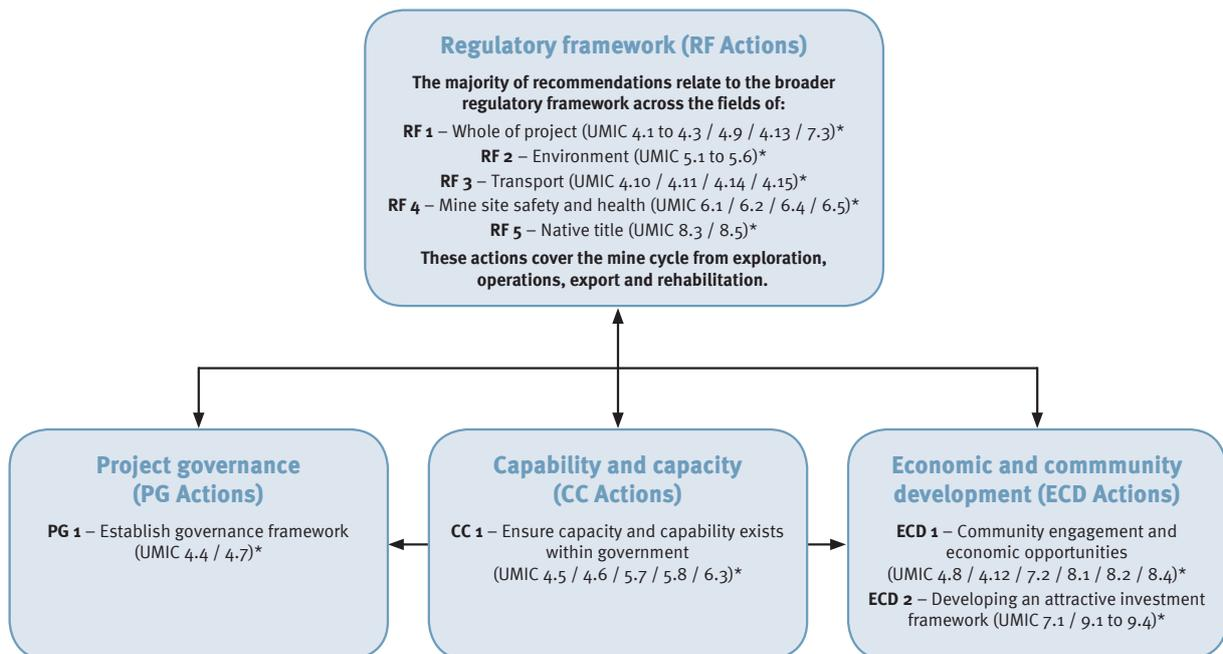 Regulatory framework (RF Actions)
The majority of recommendations relate to the broader
regulatory framework across the fields of:
RF 1 – Whole of project (UMIC 4.1 to 4.3 / 4.9 / 4.13 / 7.3)*
RF 2 – Environment (UMIC 5.1 to 5.6)*
RF 3 – Transport (UMIC 4.10 / 4.11 / 4.14 / 4.15)*
RF 4 – Mine site safety and health (UMIC 6.1 / 6.2 / 6.4 / 6.5)*
RF 5 – Native title (UMIC 8.3 / 8.5)*
These actions cover the mine cycle from exploration,
operations, export and rehabilitation.
Project governance
(PG Actions)
PG 1 – Establish governance framework
(UMIC 4.4 / 4.7)*
Capability and capacity
(CC Actions)
CC 1 – Ensure capacity and capability exists
within government
(UMIC 4.5 / 4.6 / 5.7 / 5.8 / 6.3)*
Economic and commmunity
development (ECD Actions)
ECD 1 – Community engagement and
economic opportunities
(UMIC 4.8 / 4.12 / 7.2 / 8.1 / 8.2 / 8.4)*
ECD 2 – Developing an attractive investment
framework (UMIC 7.1 / 9.1 to 9.4)*